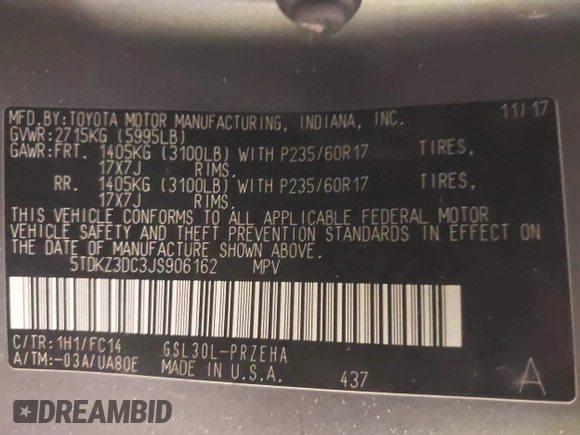 MFD.BY:TOYOTA MOTOR MANUFACTURING, INDIANA, INC. 11/17
GVWR:2715KG (5995LB)
GAWR:FRT. 1405KG (3100LB) WITH P235/60R17 TIRES,
17X7J RIMS.
RR. 1405KG (3100LB) WITH P235/60R17 TIRES,
17X7J RIMS.
THIS VEHICLE CONFORMS TO ALL APPLICABLE FEDERAL MOTOR
VEHICLE SAFETY AND THEFT PREVENTION STANDARDS IN EFFECT ON
THE DATE OF MANUFACTURE SHOWN ABOVE.
5TDKZ3DC3JS906162 MPV
C/TR:1H1/FC14 GSL30L-PRZEHA
A/TM:-03A/UA80E MADE IN U.S.A. 437 A
DREAMBID